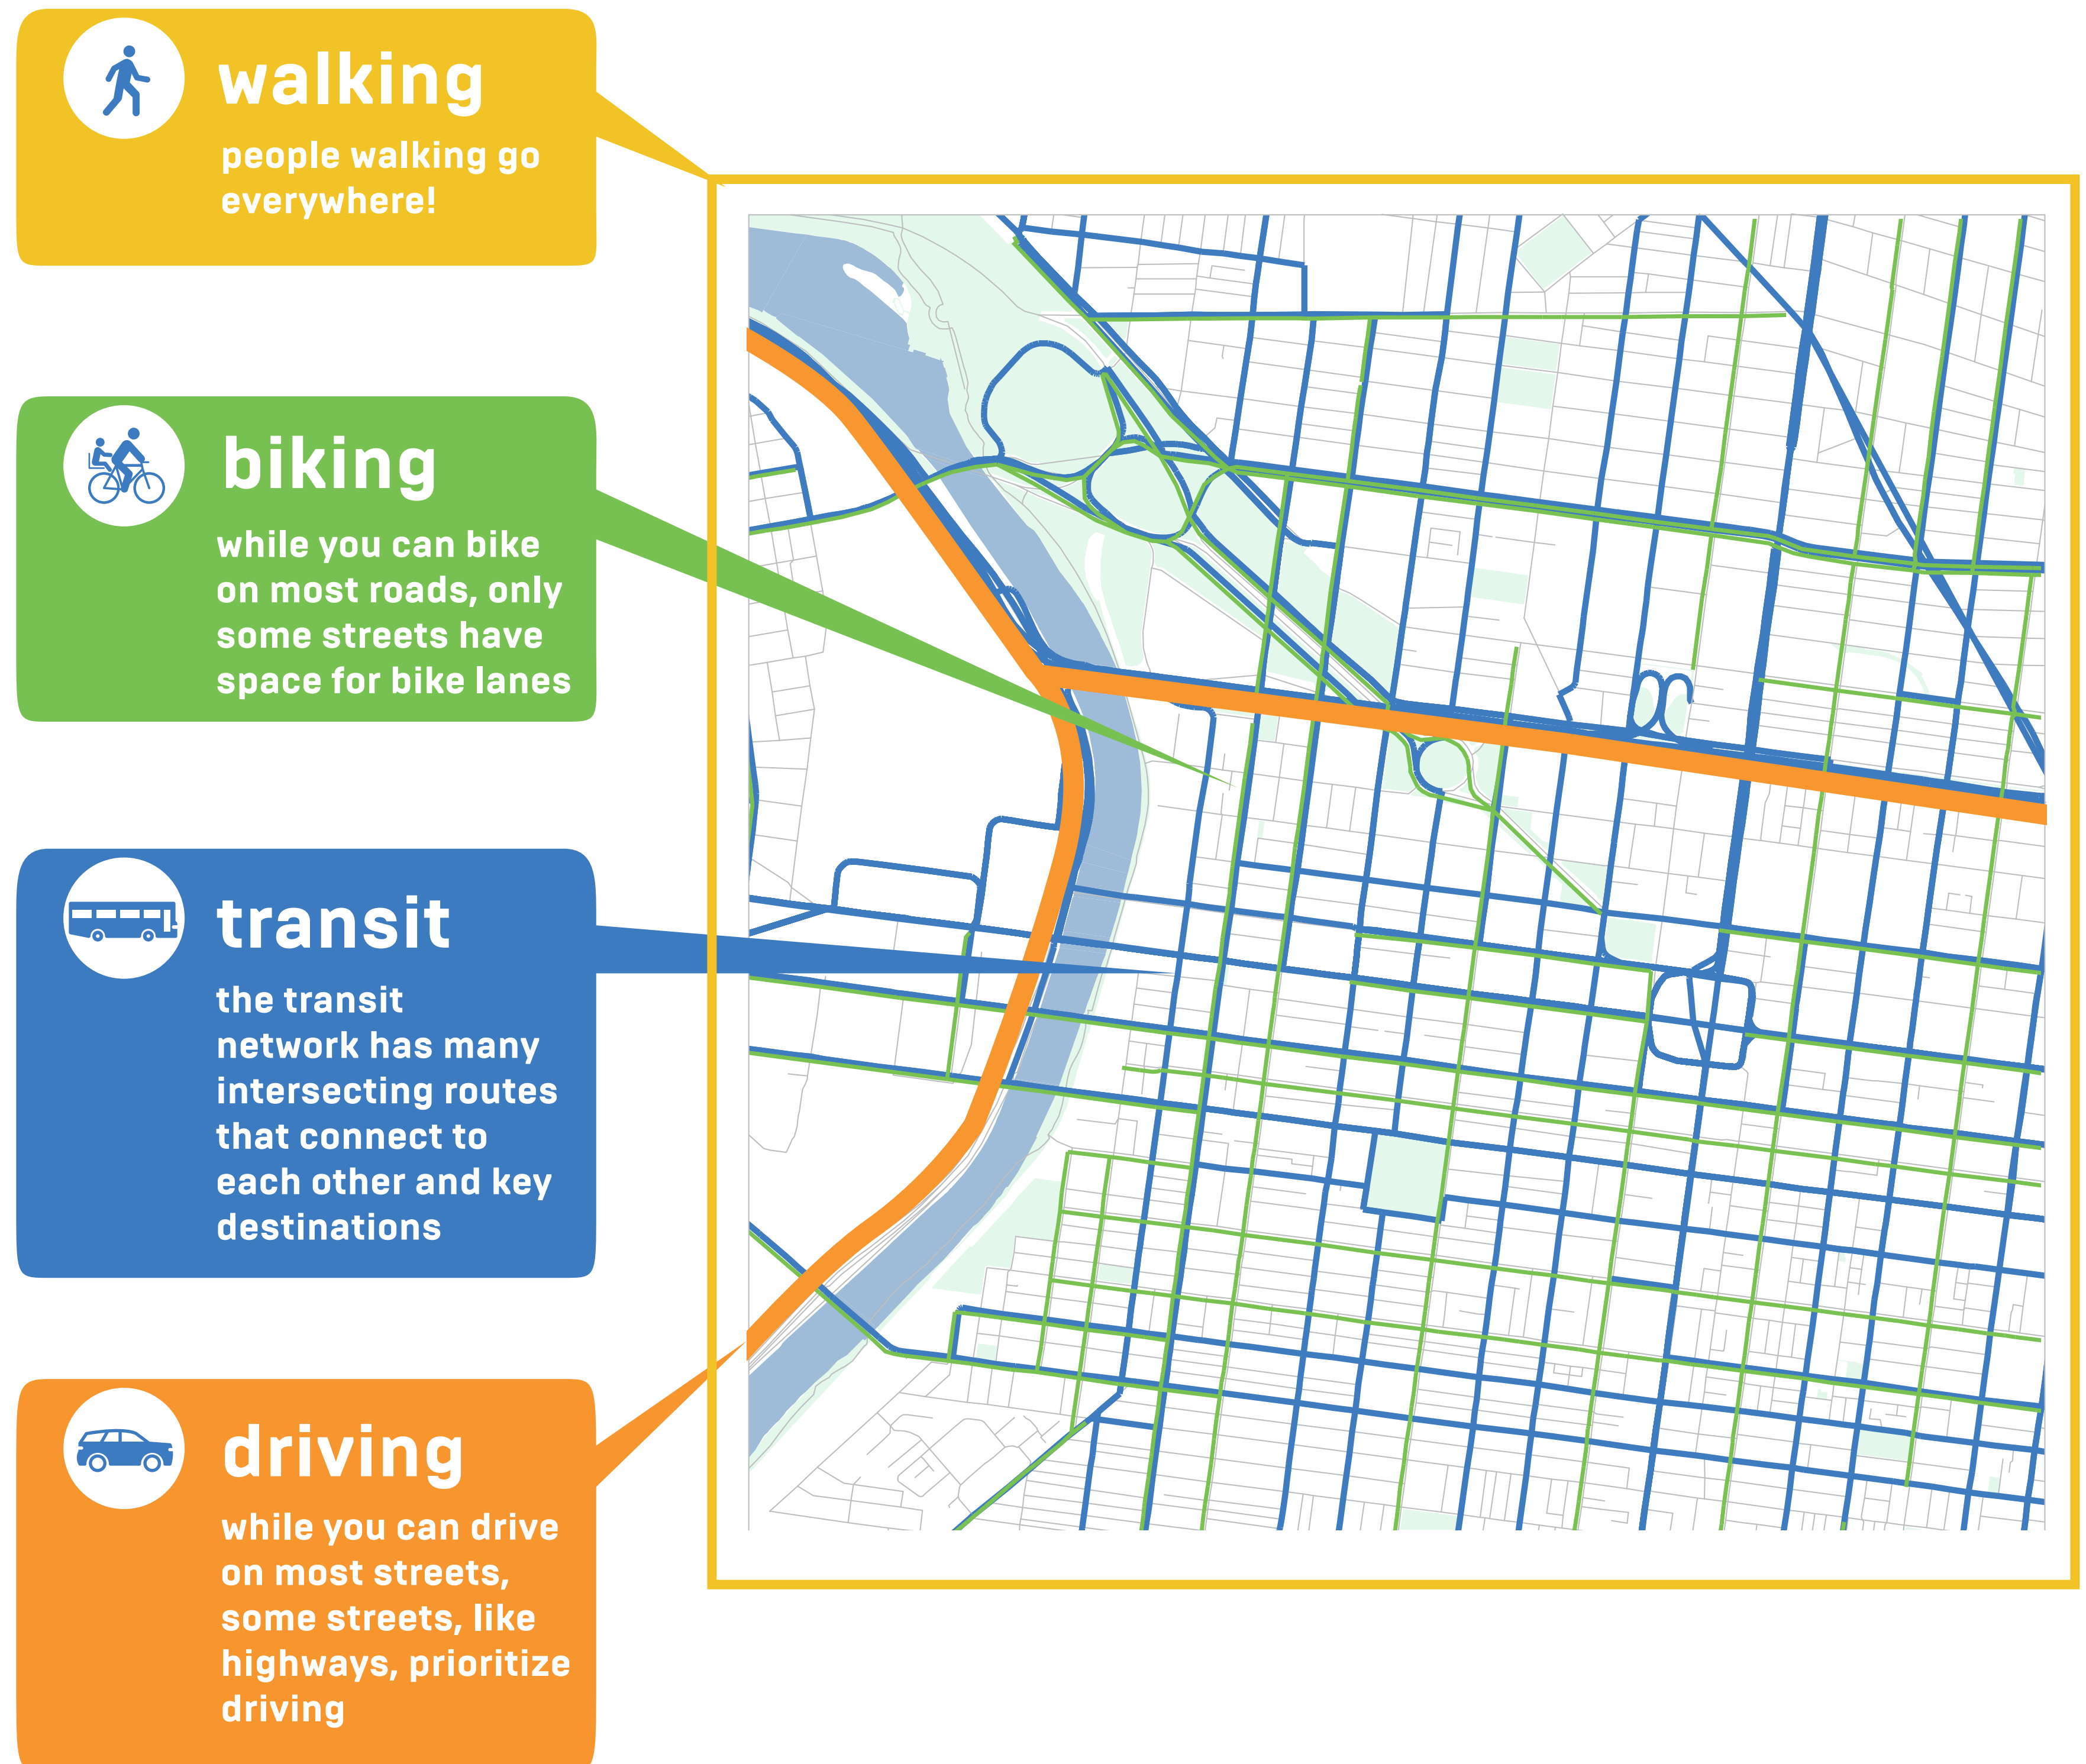 walking
people walking go
everywhere!
biking
while you can bike
on most roads, only
some streets have
space for bike lanes
transit
the transit
network has many
intersecting routes
that connect to
each other and key
destinations
driving
while you can drive
on most streets,
some streets, like
highways, prioritize
driving